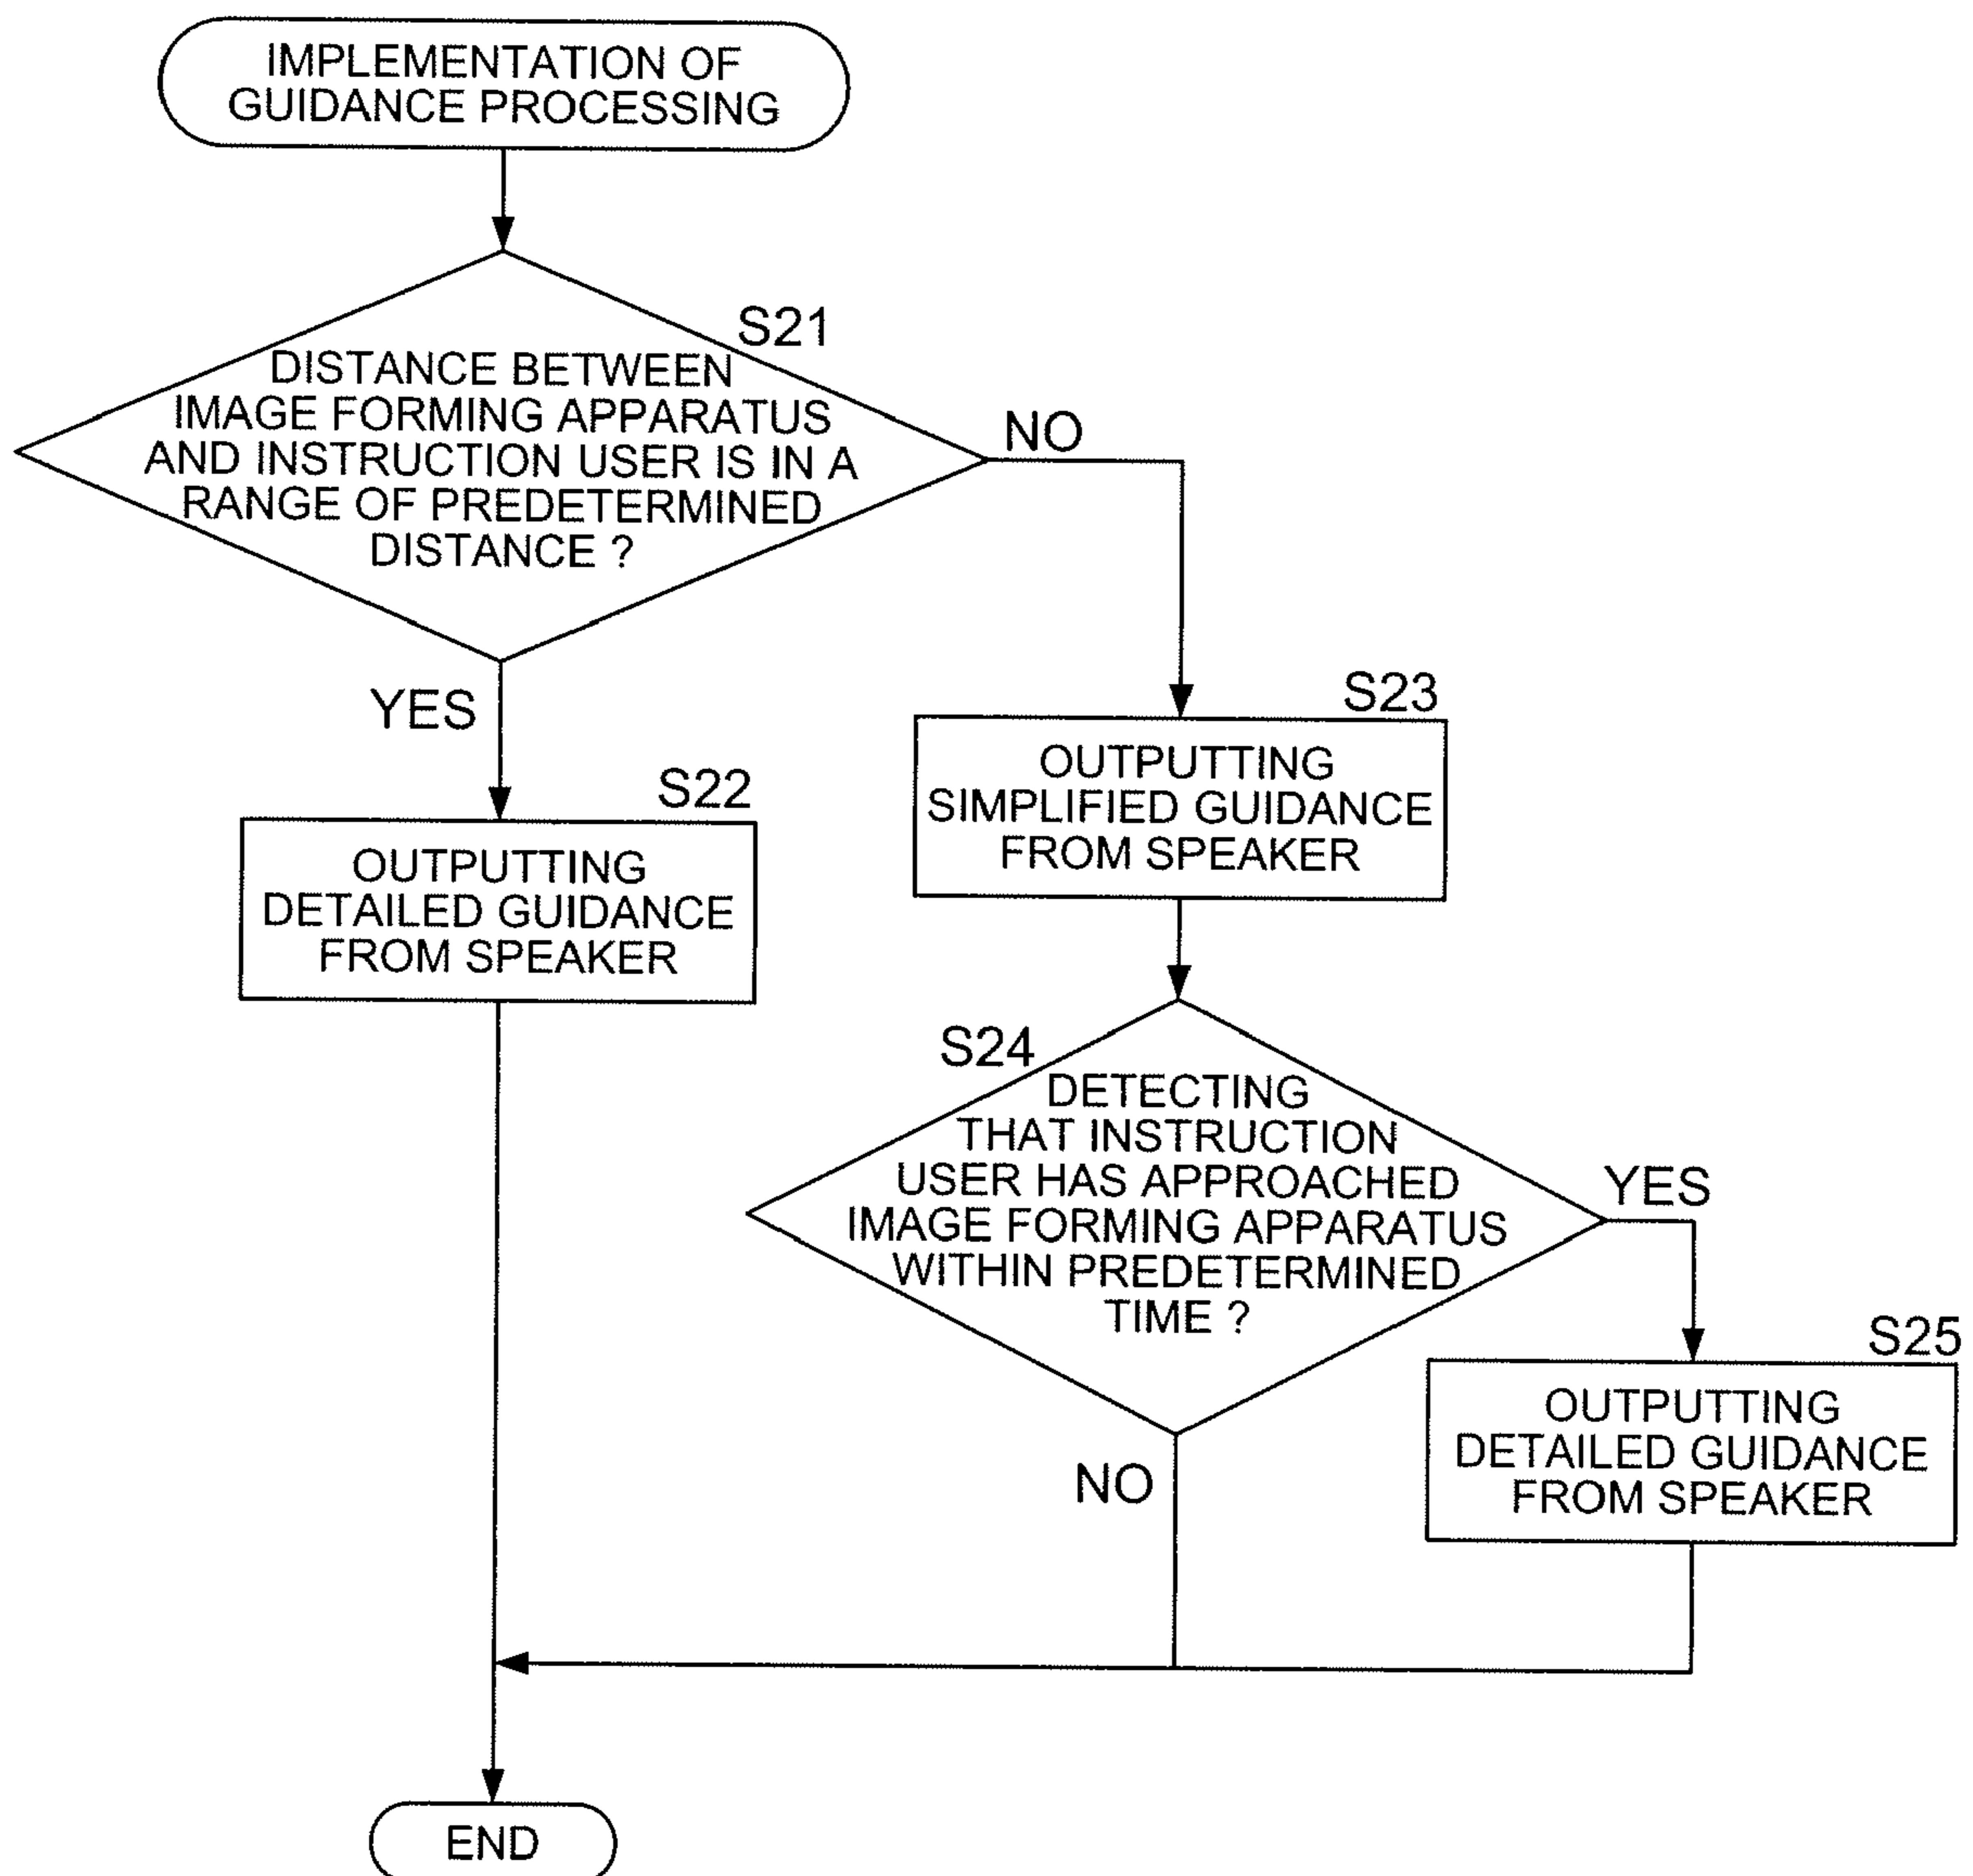 IMPLEMENTATION OF
GUIDANCE PROCESSING
S21
DISTANCE BETWEEN
IMAGE FORMING APPARATUS
AND INSTRUCTION USER IS IN A
RANGE OF PREDETERMINED
DISTANCE ?
NO
YES
S22
OUTPUTTING
DETAILED GUIDANCE
FROM SPEAKER
S23
OUTPUTTING
SIMPLIFIED GUIDANCE
FROM SPEAKER
S24
DETECTING
THAT INSTRUCTION
USER HAS APPROACHED
IMAGE FORMING APPARATUS
WITHIN PREDETERMINED
TIME ?
YES
NO
S25
OUTPUTTING
DETAILED GUIDANCE
FROM SPEAKER
END